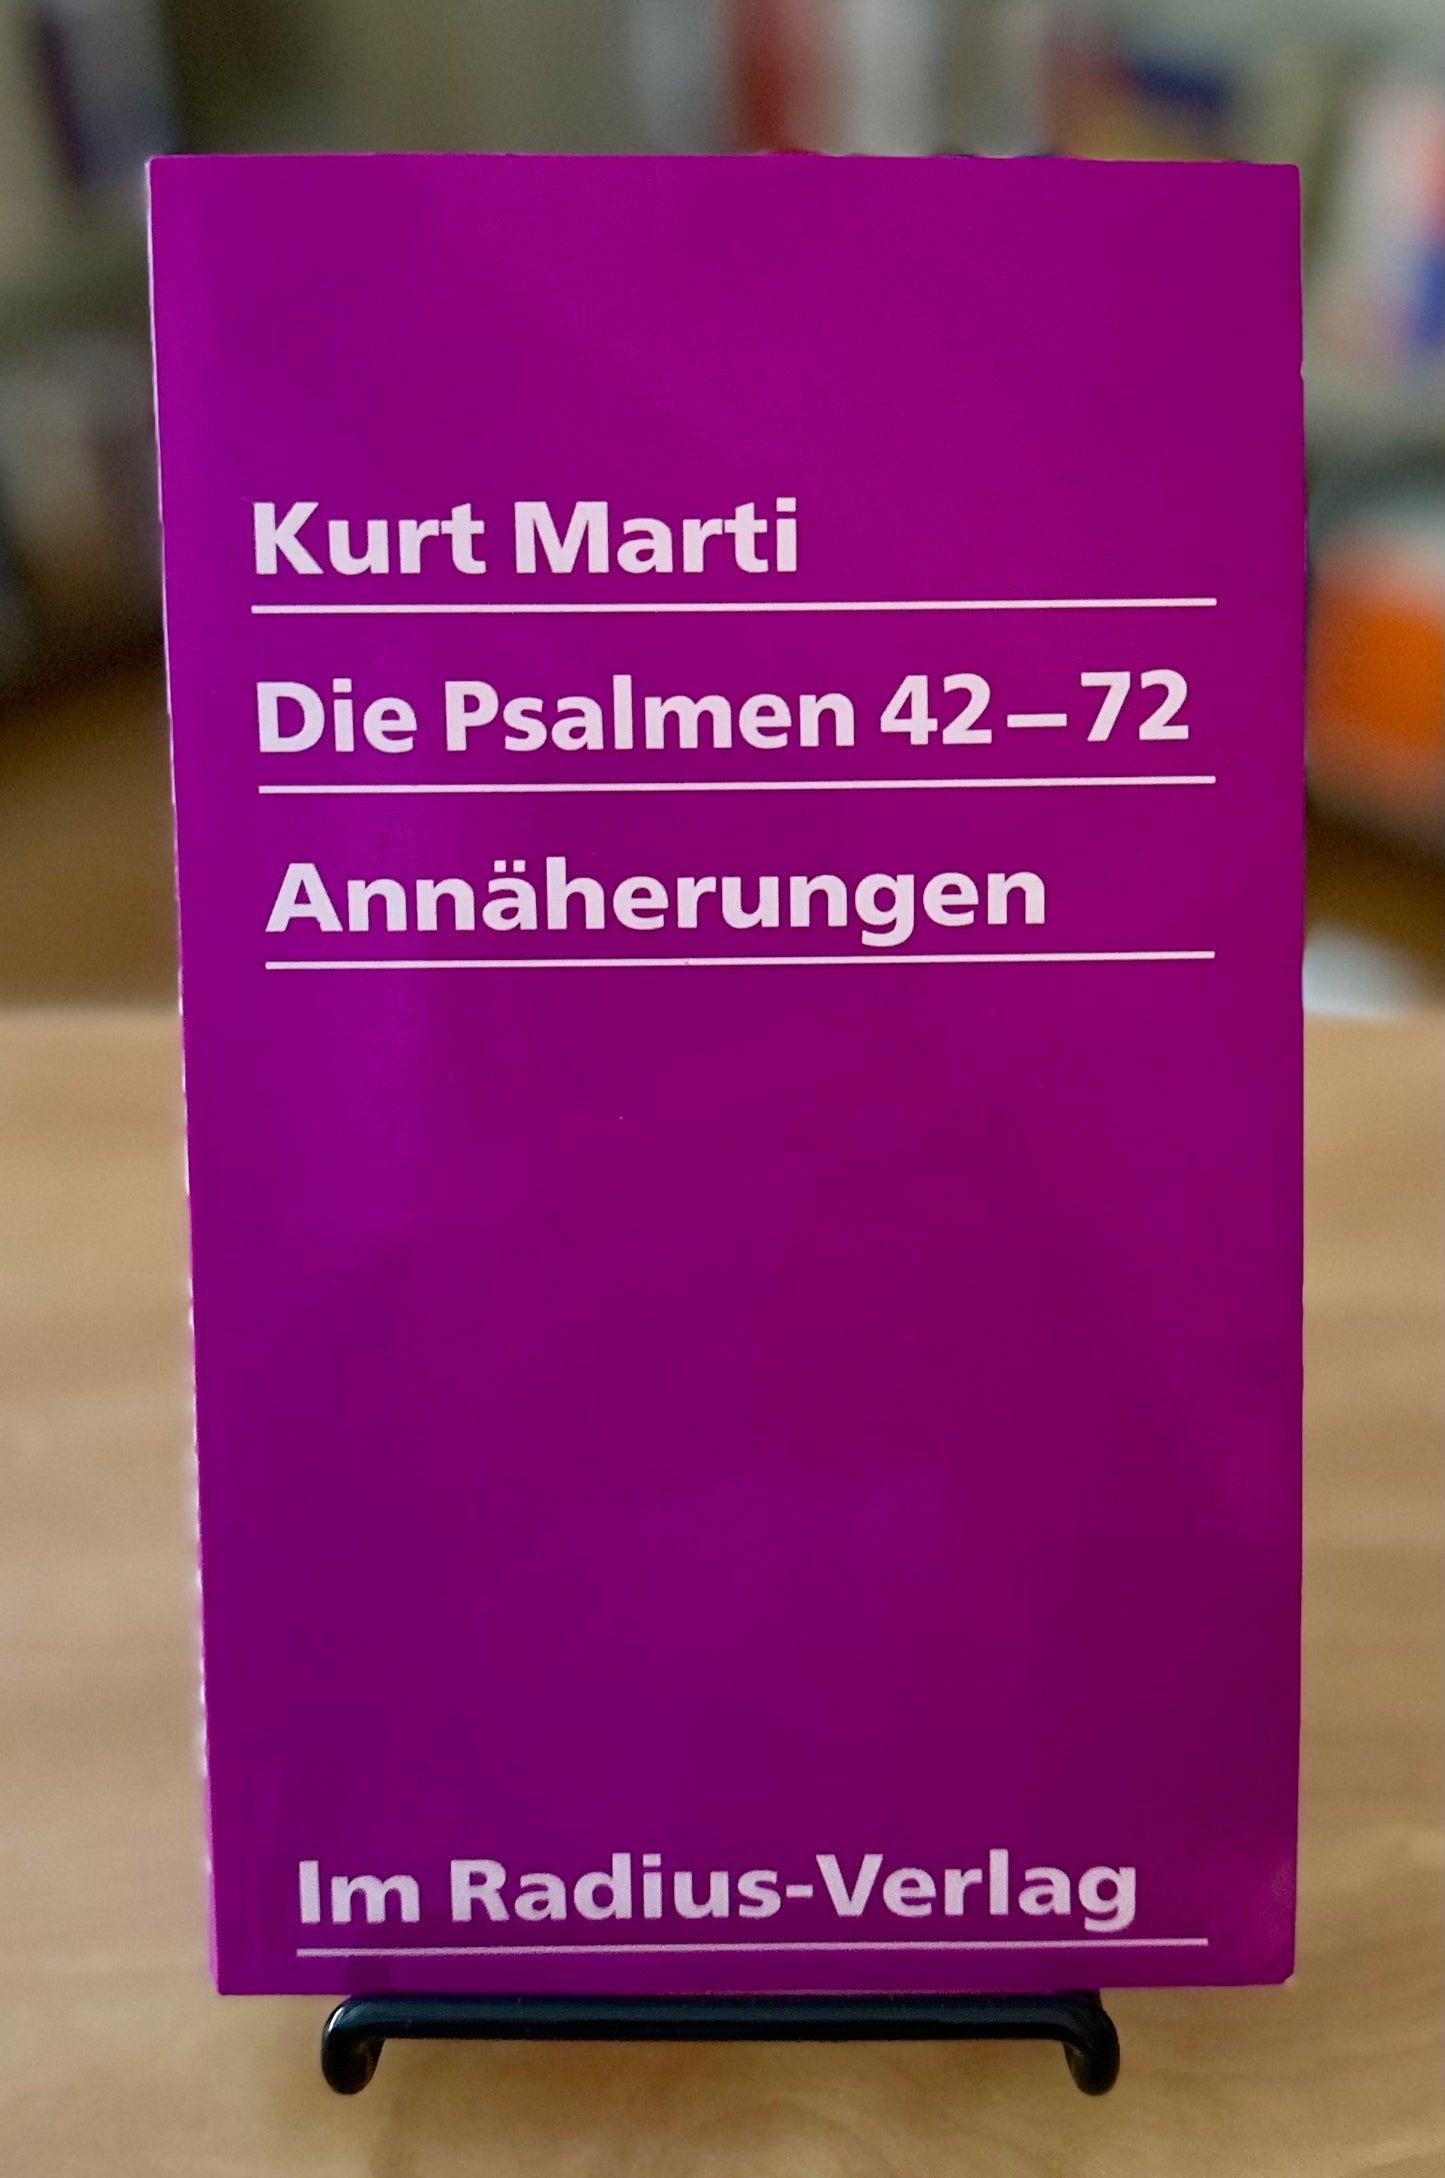 Kurt Marti
Die Psalmen 42–72
Annäherungen
Im Radius-Verlag